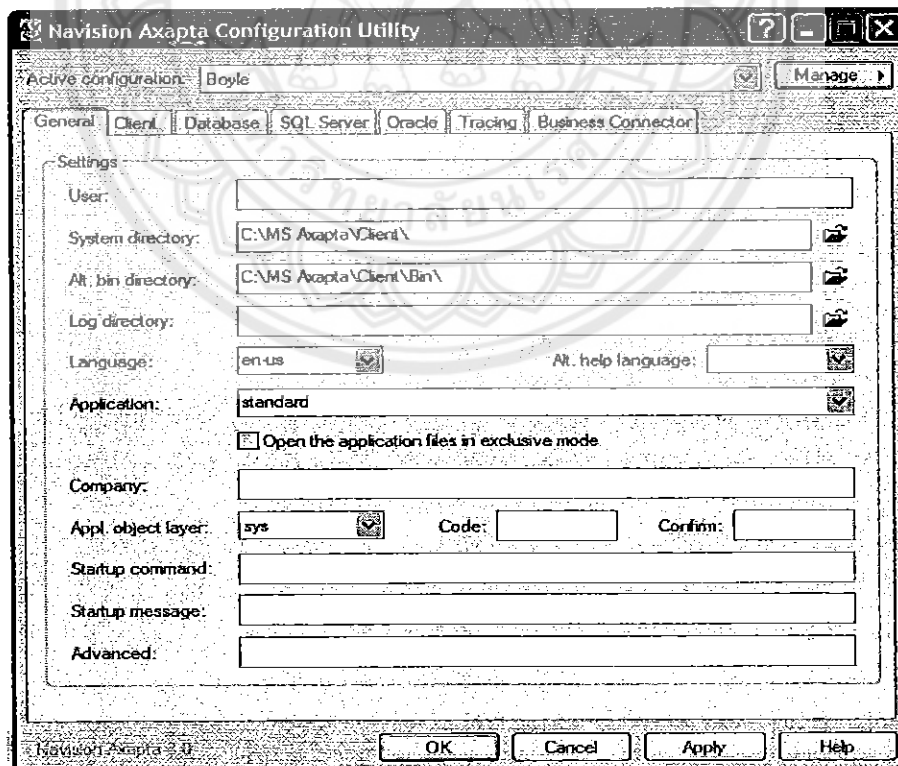 Navision Axapta Configuration Utility
Active configuration: Boyle Manage
General Client Database SQL Server Oracle Tracing Business Connector
Settings
User:
System directory: C:\MS Axapta\Client\
Alt. bin directory: C:\MS Axapta\Client\Bin\
Log directory:
Language: en-us Alt. help language:
Application: standard
Open the application files in exclusive mode
Company:
Appl. object layer: sys Code: Confirm:
Startup command:
Startup message:
Advanced:
Navision Axapta 3.0 OK Cancel Apply Help